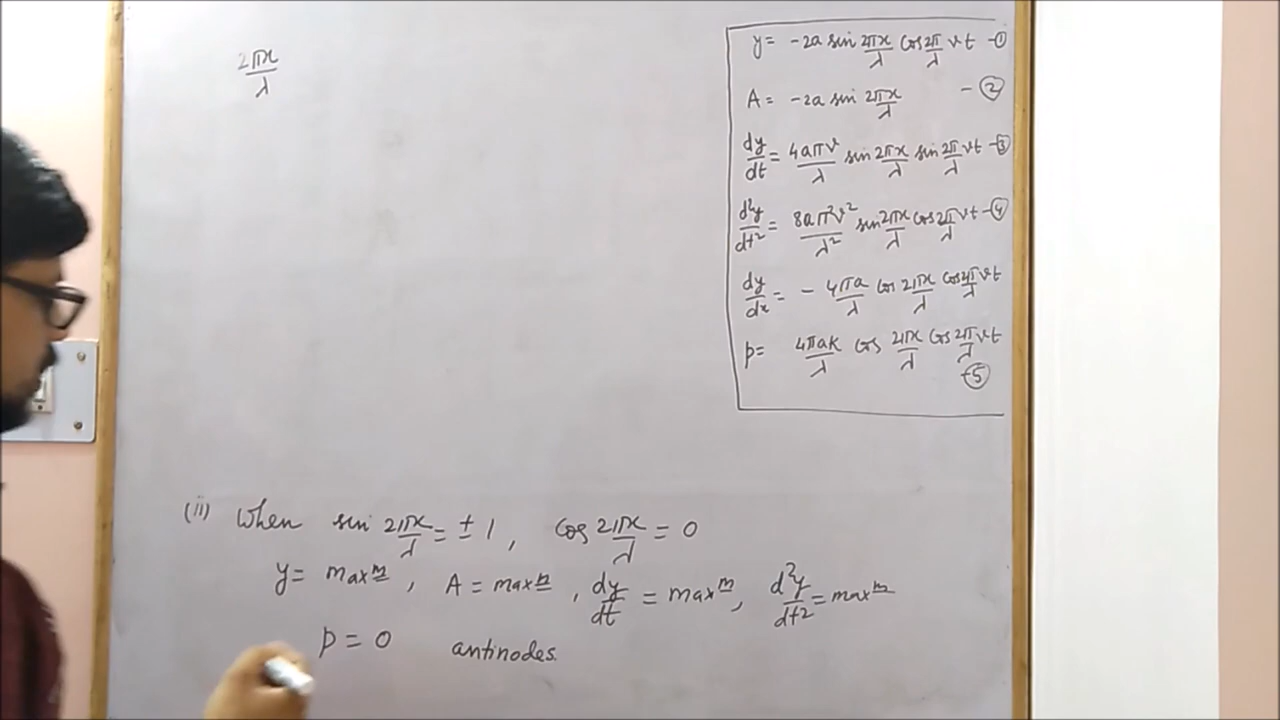 2πx/λ
y = -2a sin 2πx/λ cos 2π/λ vt -①
A = -2a sin 2πx/λ -②
dy/dt = 4aπv/λ sin 2πx/λ sin 2π/λ vt -③
d²y/dt² = 8aπ²v²/λ² sin 2πx/λ cos 2π/λ vt -④
dy/dx = - 4πa/λ cos 2πx/λ cos 2π/λ vt
p = 4πaK/λ cos 2πx/λ cos 2π/λ vt
-⑤
(ii) When sin 2πx/λ = ± 1, cos 2πx/λ = 0
y = maxm, A = maxm, dy/dt = maxm, d²y/dt² = maxm
p = 0 antinodes.